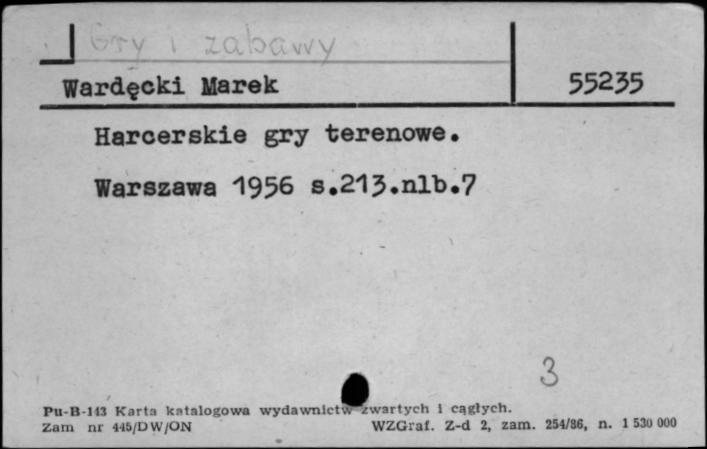 Gry i zabawy
Wardęcki Marek 55235
Harcerskie gry terenowe.
Warszawa 1956 s.213.nlb.7
3
Pu-B-143 Karta katalogowa wydawnictw zwartych i cągłych.
Zam nr 445/DW/ON WZGraf. Z-d 2, zam. 254/86, n. 1 530 000